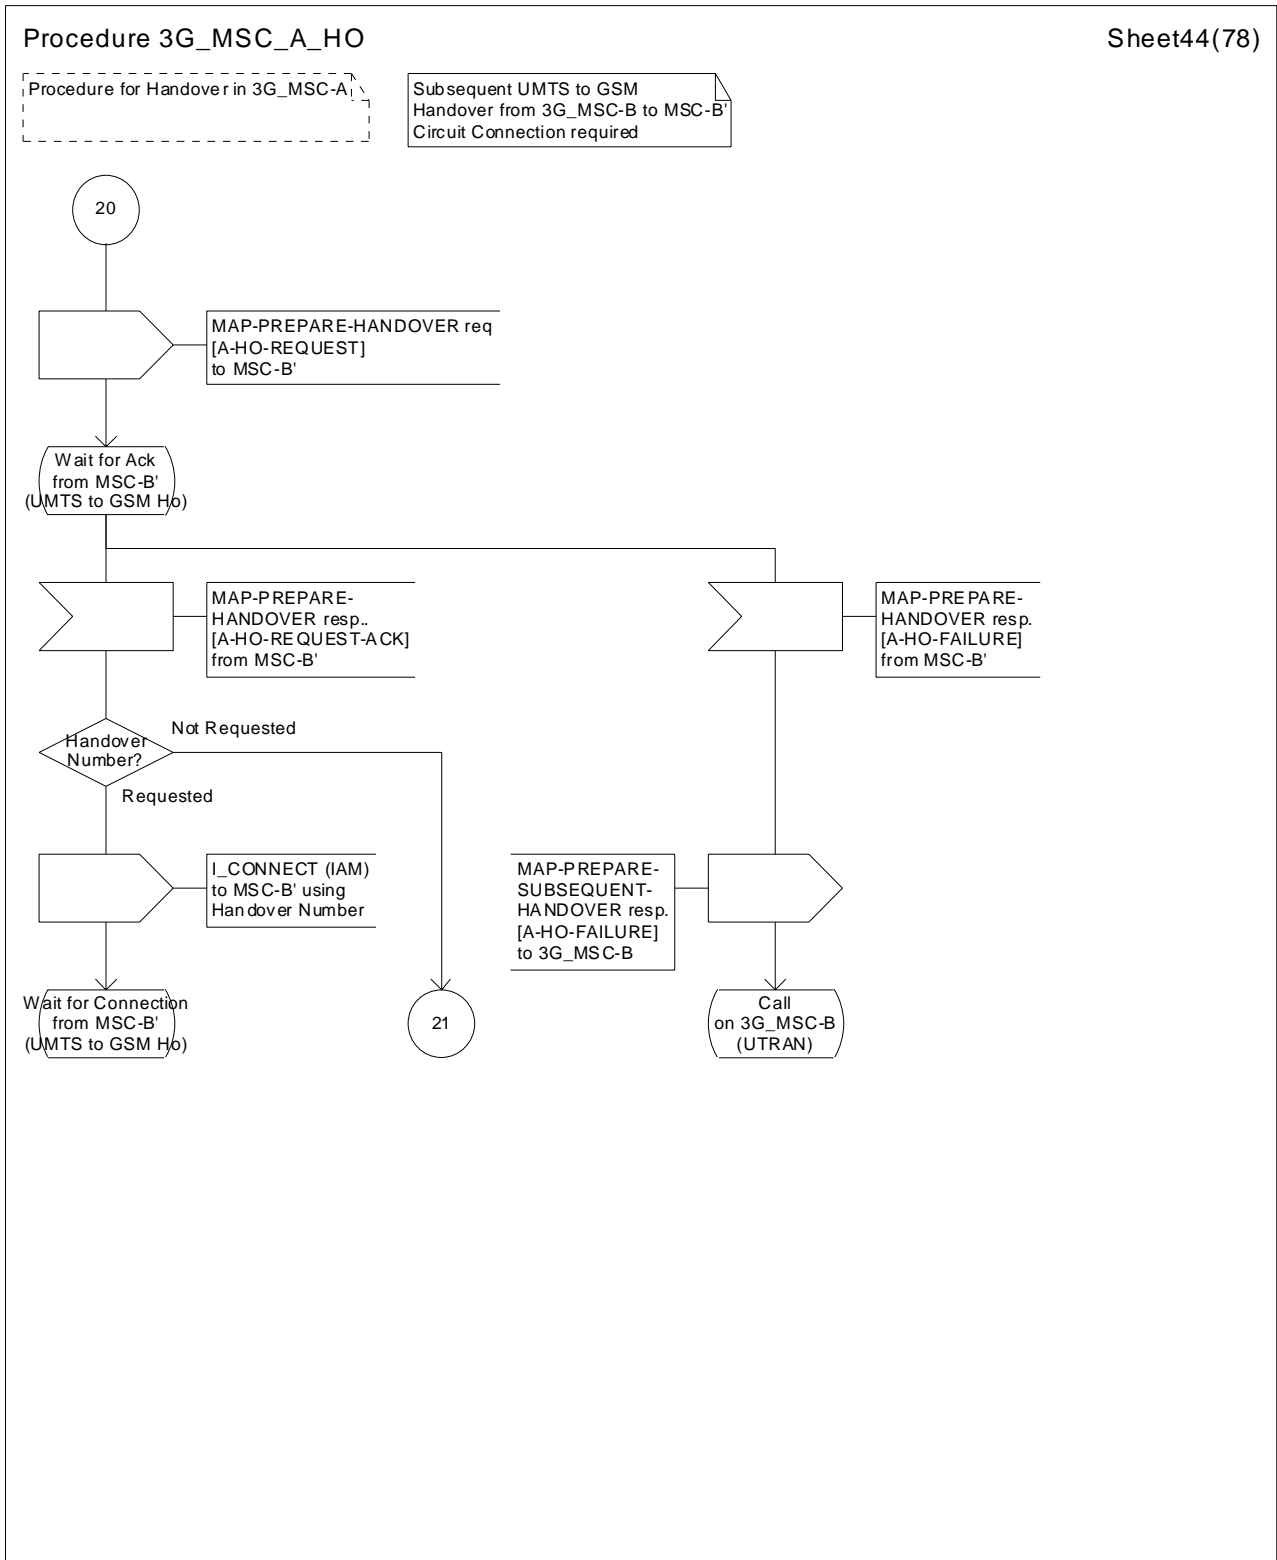 Procedure 3G_MSC_A_HO
Sheet44(78)
Procedure for Handover in 3G_MSC-A
Subsequent UMTS to GSM
Handover from 3G_MSC-B to MSC-B'
Circuit Connection required
20
MAP-PREPARE-HANDOVER req
[A-HO-REQUEST]
to MSC-B'
Wait for Ack
from MSC-B'
(UMTS to GSM Ho)
MAP-PREPARE-
HANDOVER resp..
[A-HO-REQUEST-ACK]
from MSC-B'
MAP-PREPARE-
HANDOVER resp.
[A-HO-FAILURE]
from MSC-B'
Handover
Number?
Not Requested
Requested
I_CONNECT (IAM)
to MSC-B' using
Handover Number
MAP-PREPARE-
SUBSEQUENT-
HANDOVER resp.
[A-HO-FAILURE]
to 3G_MSC-B
Wait for Connection
from MSC-B'
(UMTS to GSM Ho)
21
Call
on 3G_MSC-B
(UTRAN)